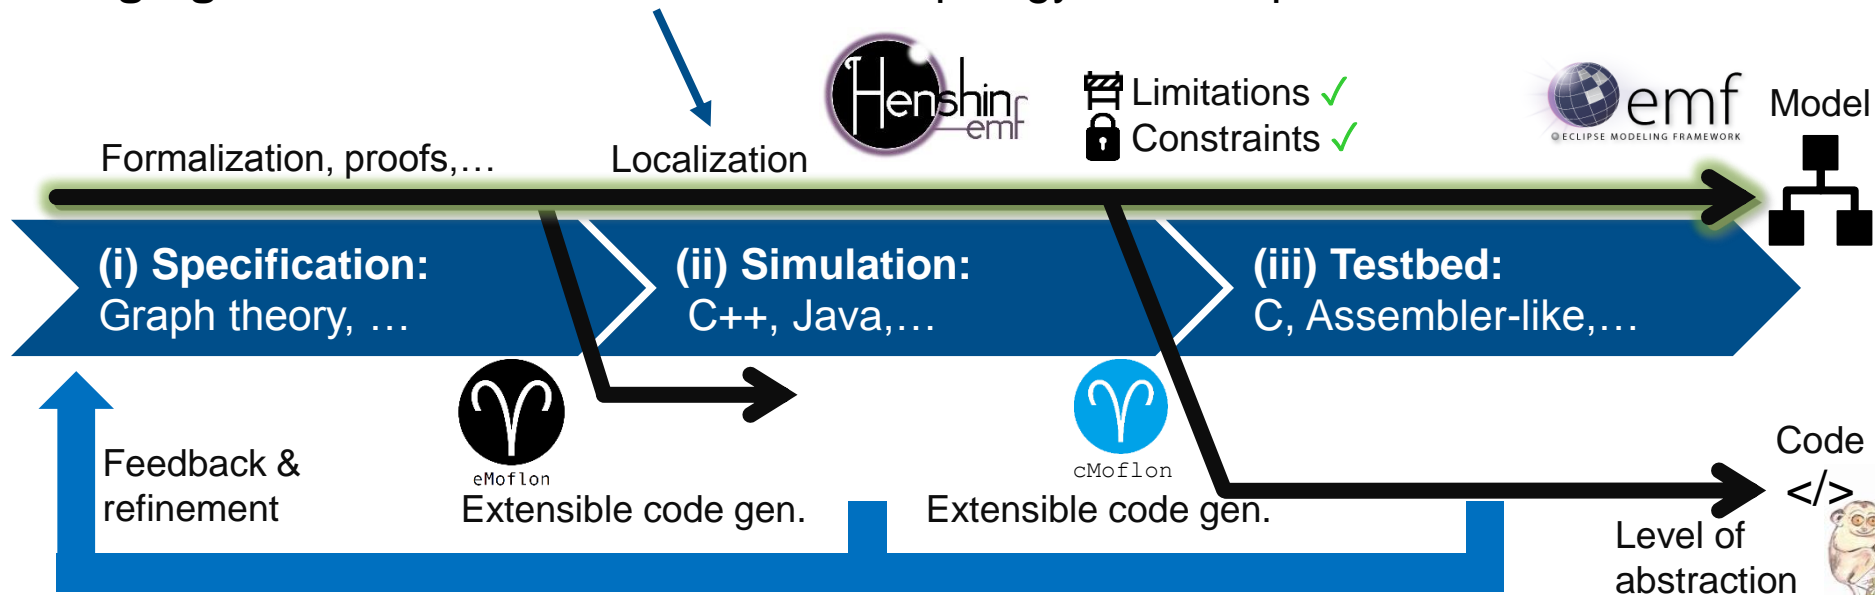 Henshin
emf
Limitations ✓
Constraints ✓
emf
ECLIPSE MODELING FRAMEWORK
Model
Formalization, proofs,…
Localization
(i) Specification:
Graph theory, …
(ii) Simulation:
C++, Java,…
(iii) Testbed:
C, Assembler-like,…
eMoflon
cMoflon
Feedback &
refinement
Extensible code gen.
Extensible code gen.
Code
</>
Level of
abstraction